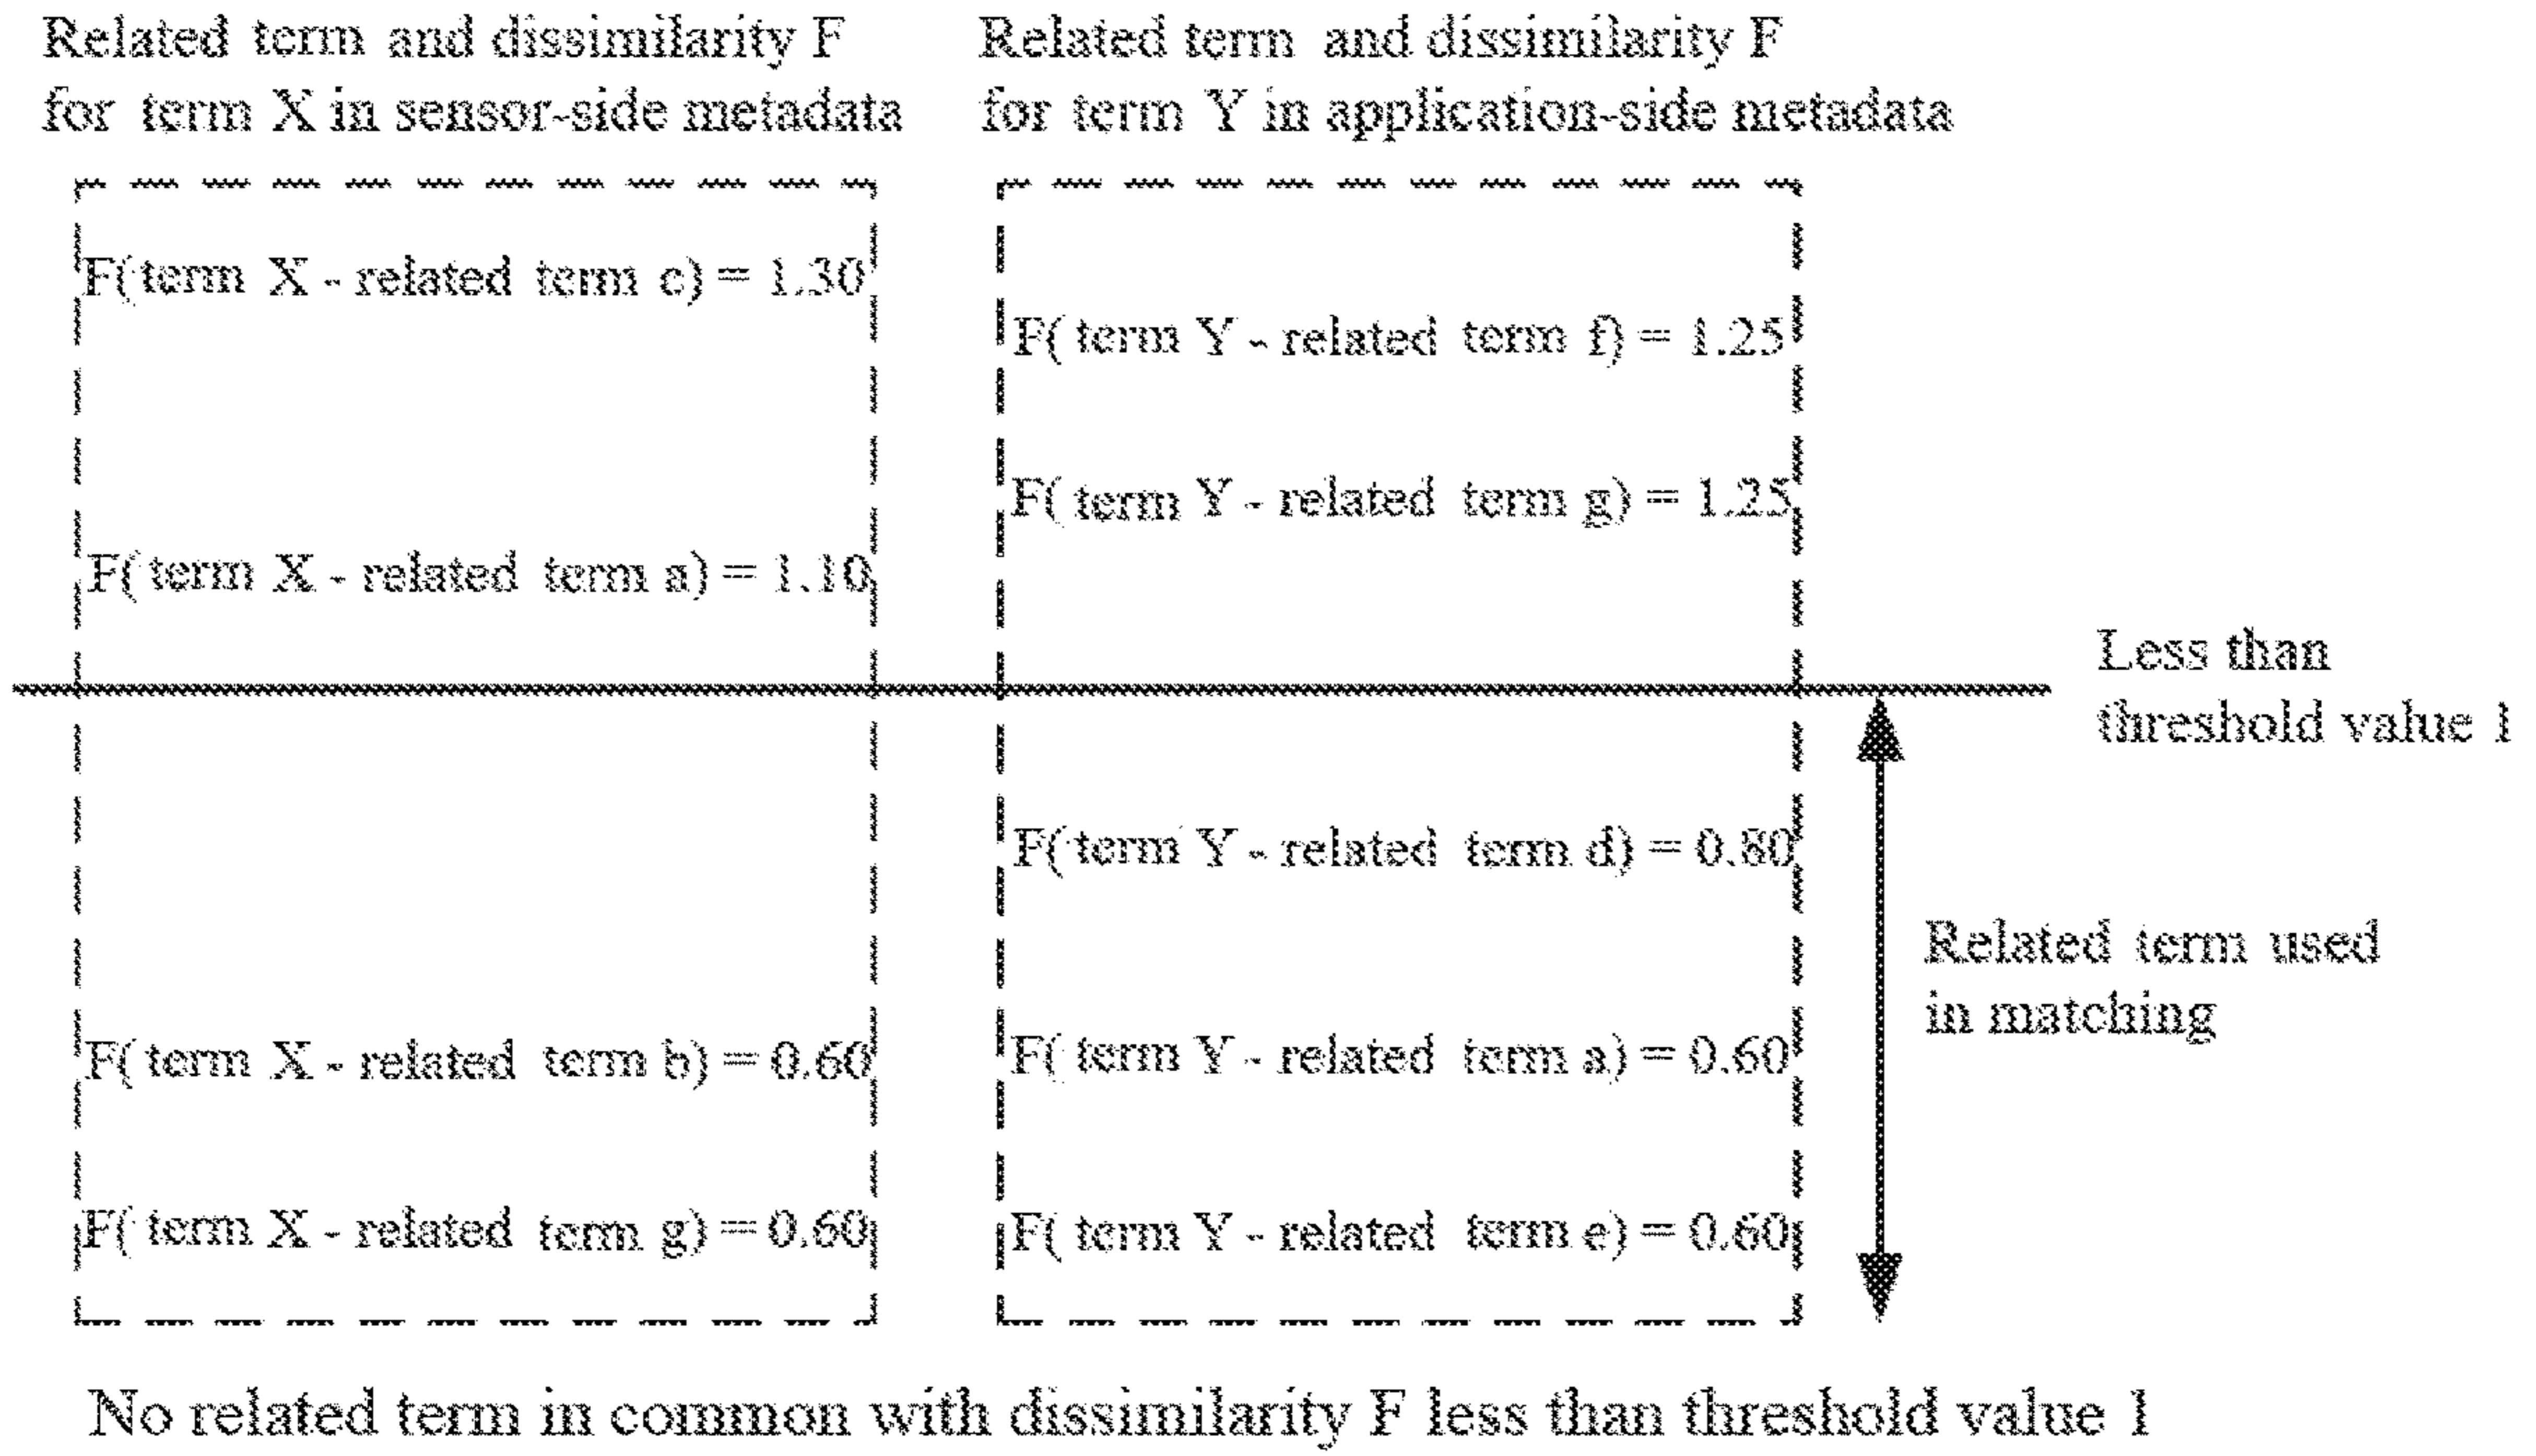 Related term and dissimilarity F
for term X in sensor-side metadata
Related term and dissimilarity F
for term Y in application-side metadata
F(term X - related term c) = 1.30
F(term X - related term a) = 1.10
F(term X - related term b) = 0.60
F(term X - related term g) = 0.60
F(term Y - related term f) = 1.25
F(term Y - related term g) = 1.25
F(term Y - related term d) = 0.80
F(term Y - related term a) = 0.60
F(term Y - related term e) = 0.60
Less than
threshold value 1
Related term used
in matching
No related term in common with dissimilarity F less than threshold value 1